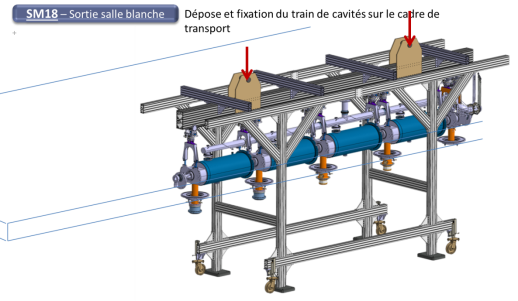 SM18 – Sortie salle blanche
Dépose et fixation du train de cavités sur le cadre de
transport